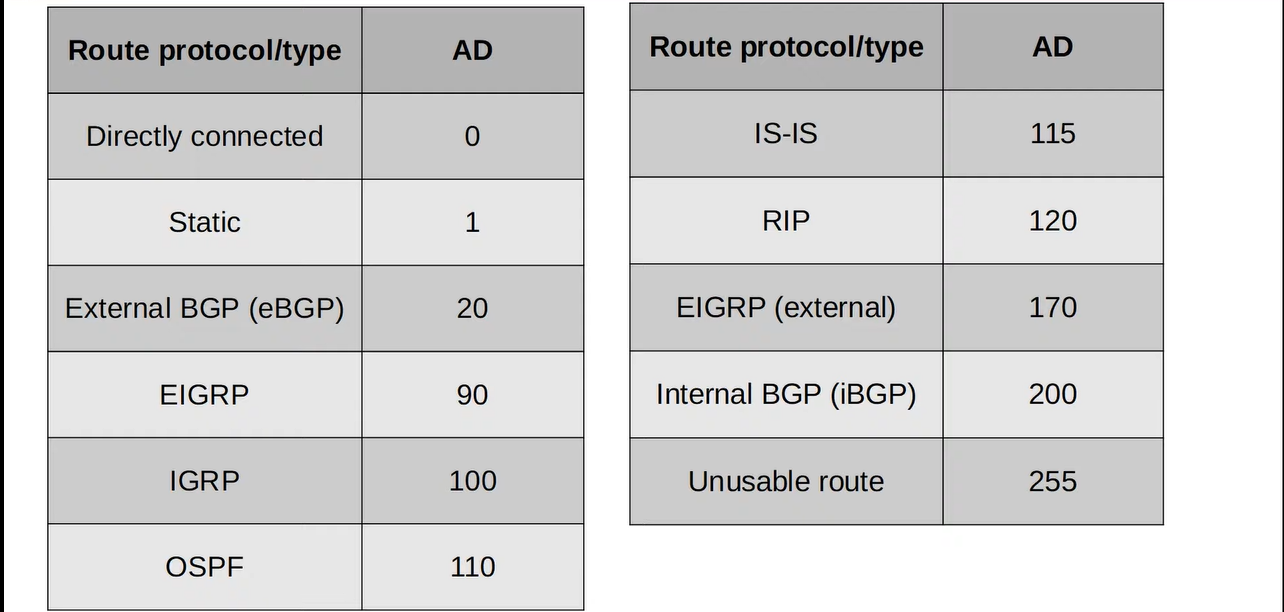 Route protocol/type AD
Directly connected 0
Static 1
External BGP (eBGP) 20
EIGRP 90
IGRP 100
OSPF 110
Route protocol/type AD
IS-IS 115
RIP 120
EIGRP (external) 170
Internal BGP (iBGP) 200
Unusable route 255